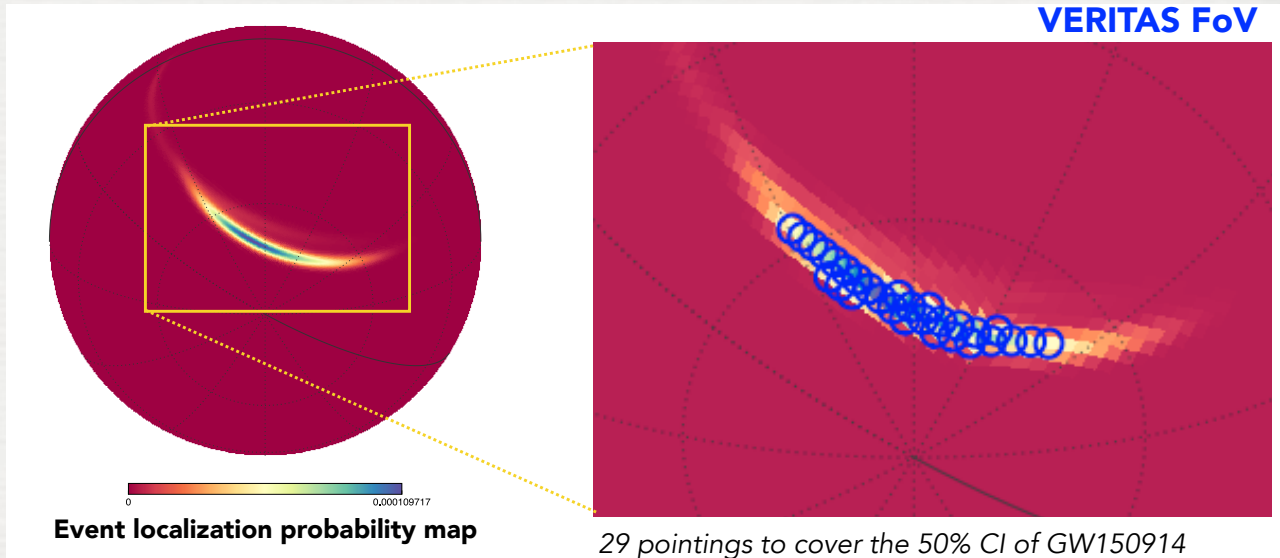 VERITAS FoV
0
0.000109717
Event localization probability map
29 pointings to cover the 50% CI of GW150914